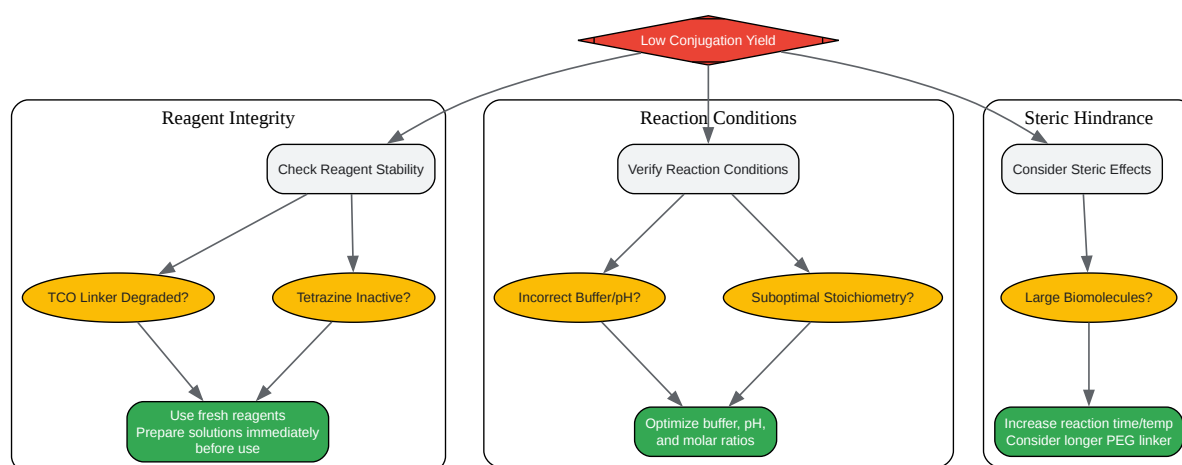 Low Conjugation Yield
Reagent Integrity
Reaction Conditions
Steric Hindrance
Check Reagent Stability
Verify Reaction Conditions
Consider Steric Effects
TCO Linker Degraded?
Tetrazine Inactive?
Incorrect Buffer/pH?
Suboptimal Stoichiometry?
Large Biomolecules?
Use fresh reagents
Prepare solutions immediately
before use
Optimize buffer, pH,
and molar ratios
Increase reaction time/temp
Consider longer PEG linker